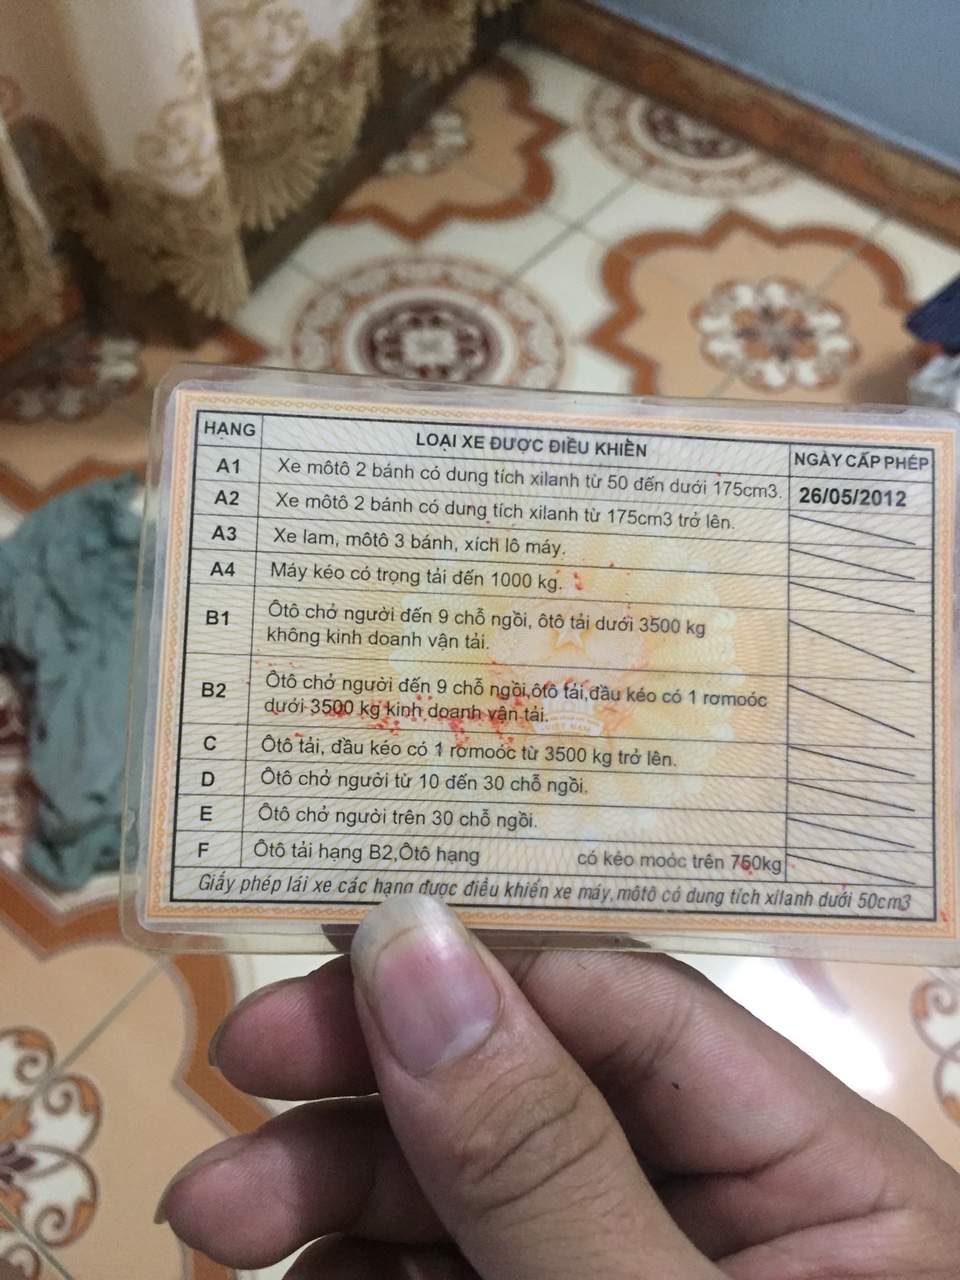 HẠNG LOẠI XE ĐƯỢC ĐIỀU KHIỂN NGÀY CẤP PHÉP
A1 Xe môtô 2 bánh có dung tích xilanh từ 50 đến dưới 175cm3. 26/05/2012
A2 Xe môtô 2 bánh có dung tích xilanh từ 175cm3 trở lên.
A3 Xe lam, môtô 3 bánh, xích lô máy.
A4 Máy kéo có trọng tải đến 1000 kg.
B1 Ôtô chở người đến 9 chỗ ngồi, ôtô tải dưới 3500 kg
không kinh doanh vận tải.
B2 Ôtô chở người đến 9 chỗ ngồi,ôtô tải,đầu kéo có 1 rơmoóc
dưới 3500 kg kinh doanh vận tải.
C Ôtô tải, đầu kéo có 1 rơmoóc từ 3500 kg trở lên.
D Ôtô chở người từ 10 đến 30 chỗ ngồi.
E Ôtô chở người trên 30 chỗ ngồi.
F Ôtô tải hạng B2,Ôtô hạng có kéo moóc trên 750kg
Giấy phép lái xe các hạng được điều khiển xe máy,môtô có dung tích xilanh dưới 50cm3